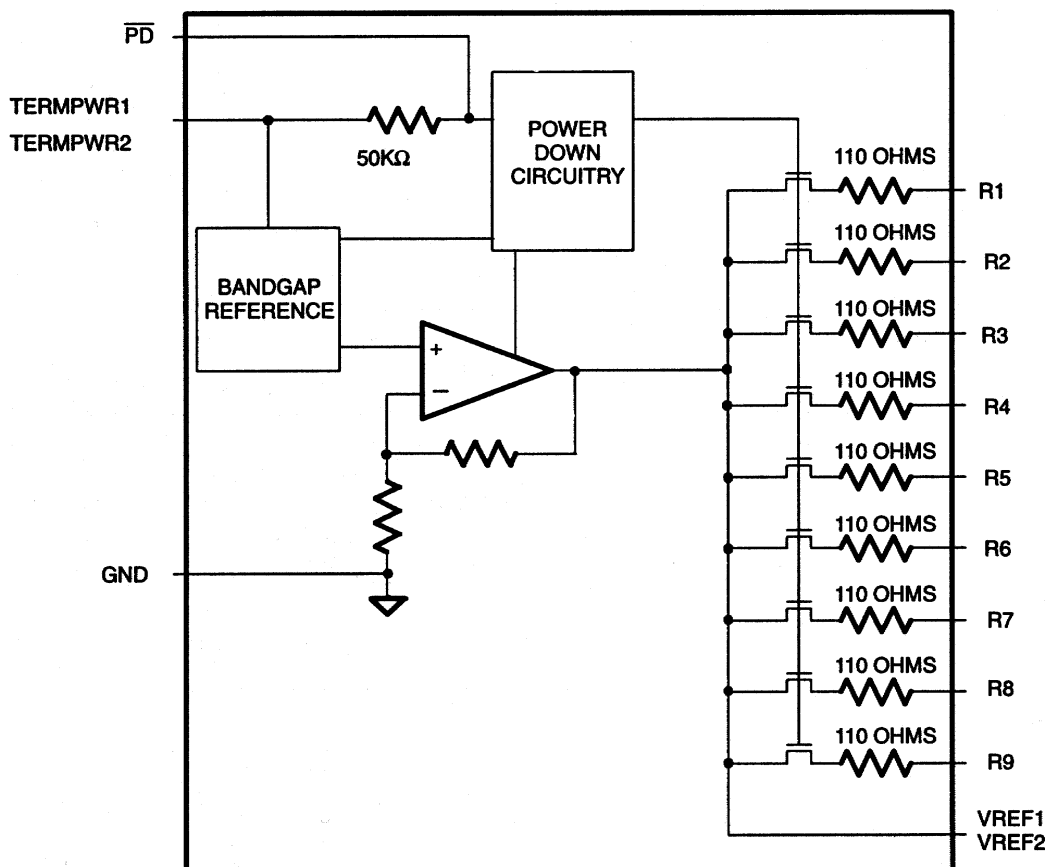 PD
TERMPWR1
TERMPWR2
50KΩ
POWER
DOWN
CIRCUITRY
BANDGAP
REFERENCE
+
−
GND
110 OHMS
R1
110 OHMS
R2
110 OHMS
R3
110 OHMS
R4
110 OHMS
R5
110 OHMS
R6
110 OHMS
R7
110 OHMS
R8
110 OHMS
R9
VREF1
VREF2